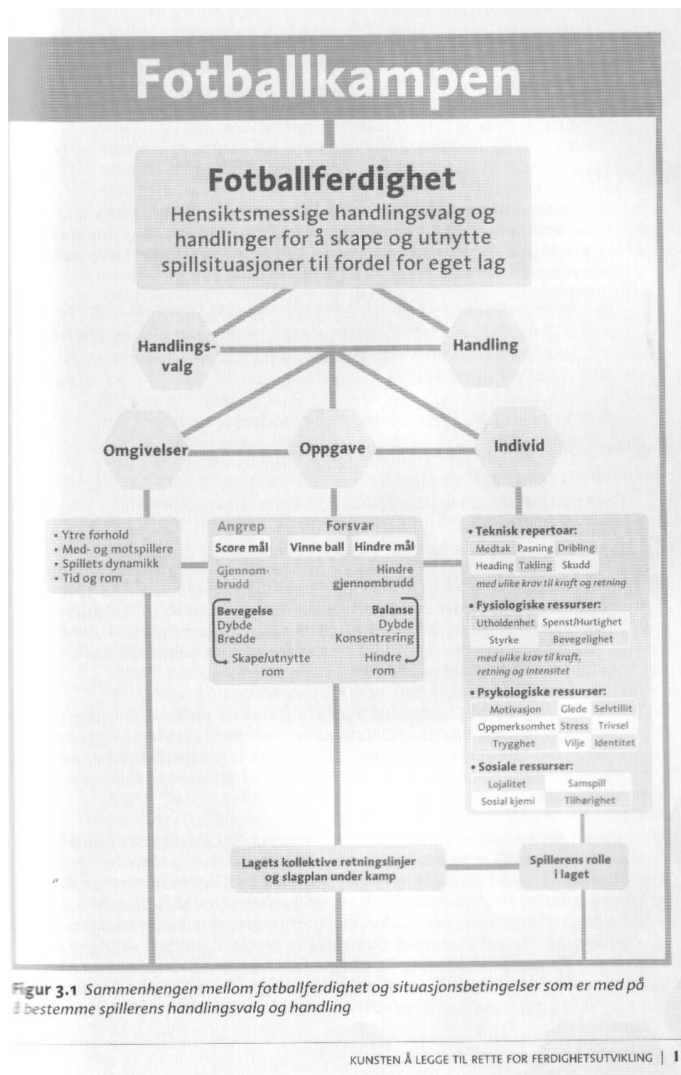 Fotballkampen
Fotballferdighet
Hensiktsmessige handlingsvalg og
handlinger for å skape og utnytte
spillsituasjoner til fordel for eget lag
Handlings-
valg
Handling
Omgivelser
Oppgave
Individ
• Ytre forhold
• Med- og motspillere
• Spillets dynamikk
• Tid og rom
Angrep Forsvar
Score mål Vinne ball Hindre mål
Gjennom-
brudd
Hindre
gjennombrudd
Bevegelse
Dybde
Bredde
Skape/utnytte
rom
Balanse
Dybde
Konsentrering
Hindre
rom
• Teknisk repertoar:
Medtak Pasning Dribling
Heading Takling Skudd
med ulike krav til kraft og retning
• Fysiologiske ressurser:
Utholdenhet Spenst/Hurtighet
Styrke Bevegelighet
med ulike krav til kraft,
retning og intensitet
• Psykologiske ressurser:
Motivasjon Glede Selvtillit
Oppmerksomhet Stress Trivsel
Trygghet Vilje Identitet
• Sosiale ressurser:
Lojalitet Samspill
Sosial kjemi Tilhørighet
Lagets kollektive retningslinjer
og slagplan under kamp
Spillerens rolle
i laget
Figur 3.1 Sammenhengen mellom fotballferdighet og situasjonsbetingelser som er med på
å bestemme spillerens handlingsvalg og handling
KUNSTEN Å LEGGE TIL RETTE FOR FERDIGHETSUTVIKLING | 1